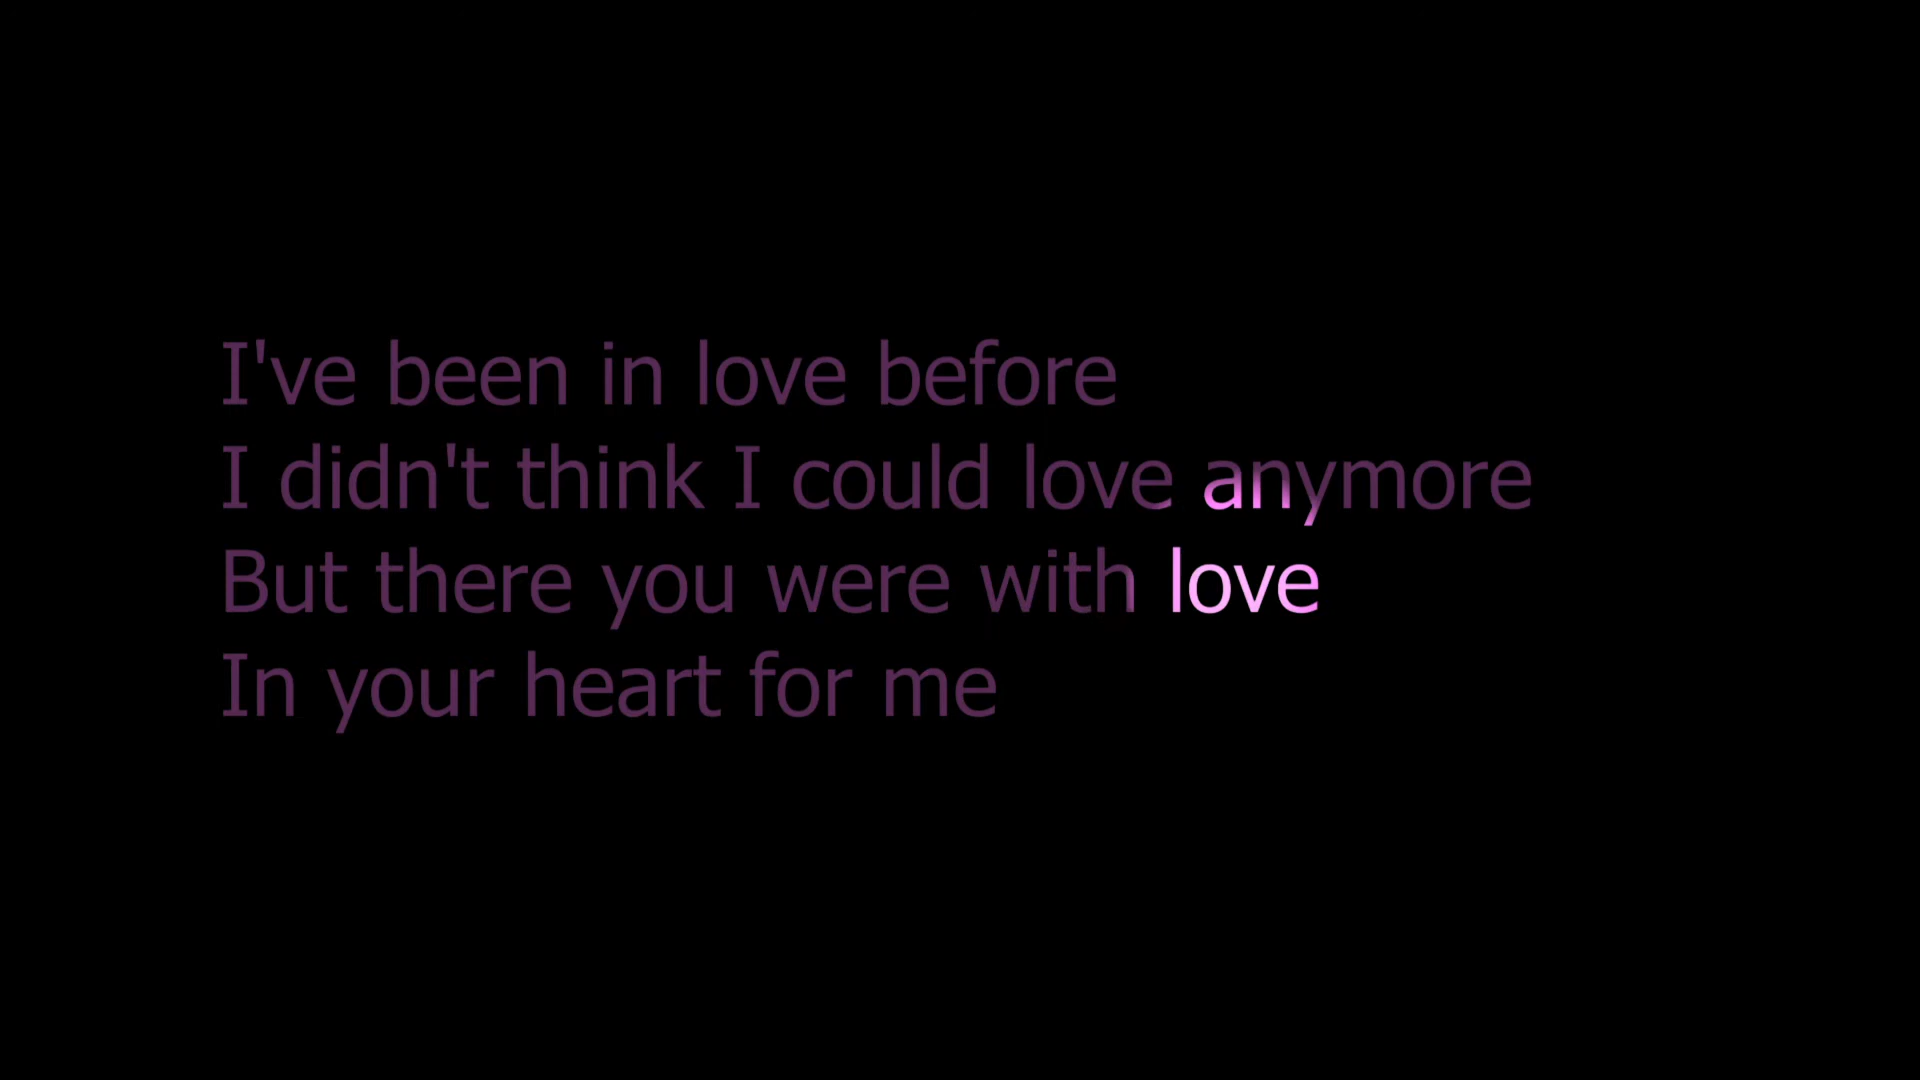 I've been in love before
I didn't think I could love anymore
But there you were with love
In your heart for me